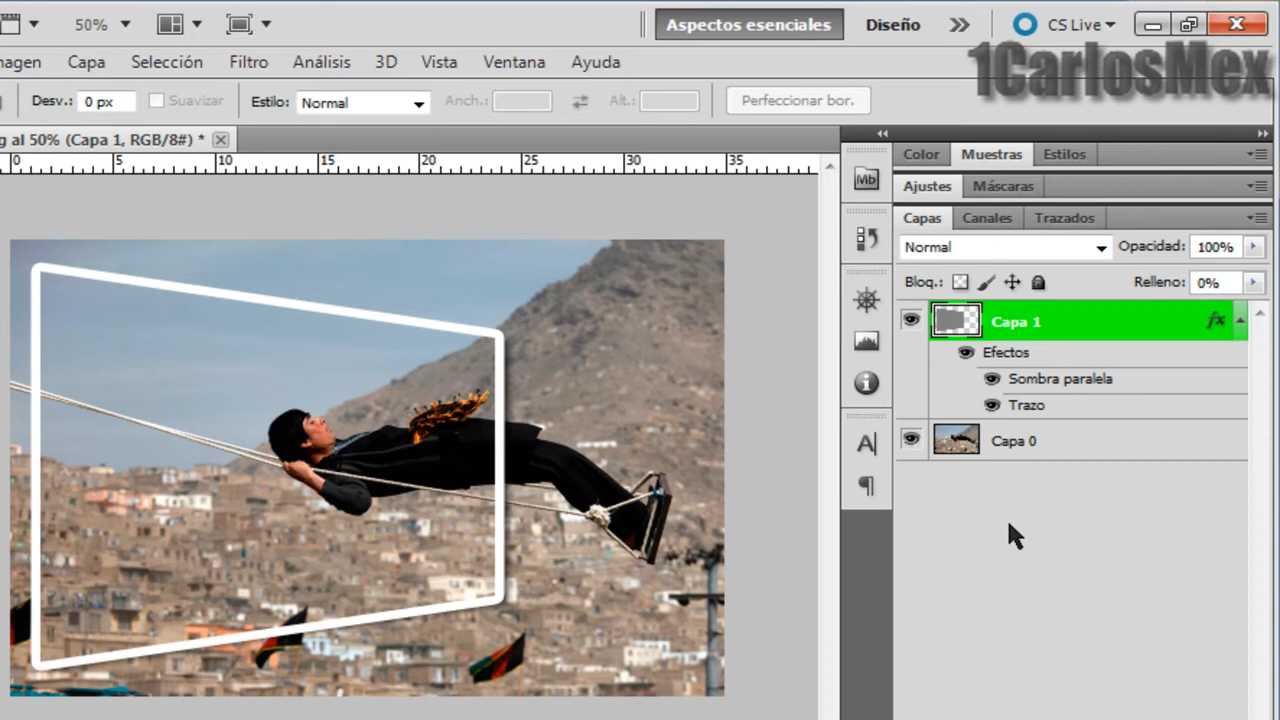 50%
Aspectos esenciales
Diseño
CS Live
1CarlosMex
magen Capa Selección Filtro Análisis 3D Vista Ventana Ayuda
Desv.: 0 px Suavizar Estilo: Normal Anch.: Alt.: Perfeccionar bor.
g al 50% (Capa 1, RGB/8#) *
0 5 10 15 20 25 30 35
Mb
Color Muestras Estilos
Ajustes Máscaras
Capas Canales Trazados
Normal Opacidad: 100%
Bloq.: Relleno: 0%
Capa 1 fx
Efectos
Sombra paralela
Trazo
Capa 0
A